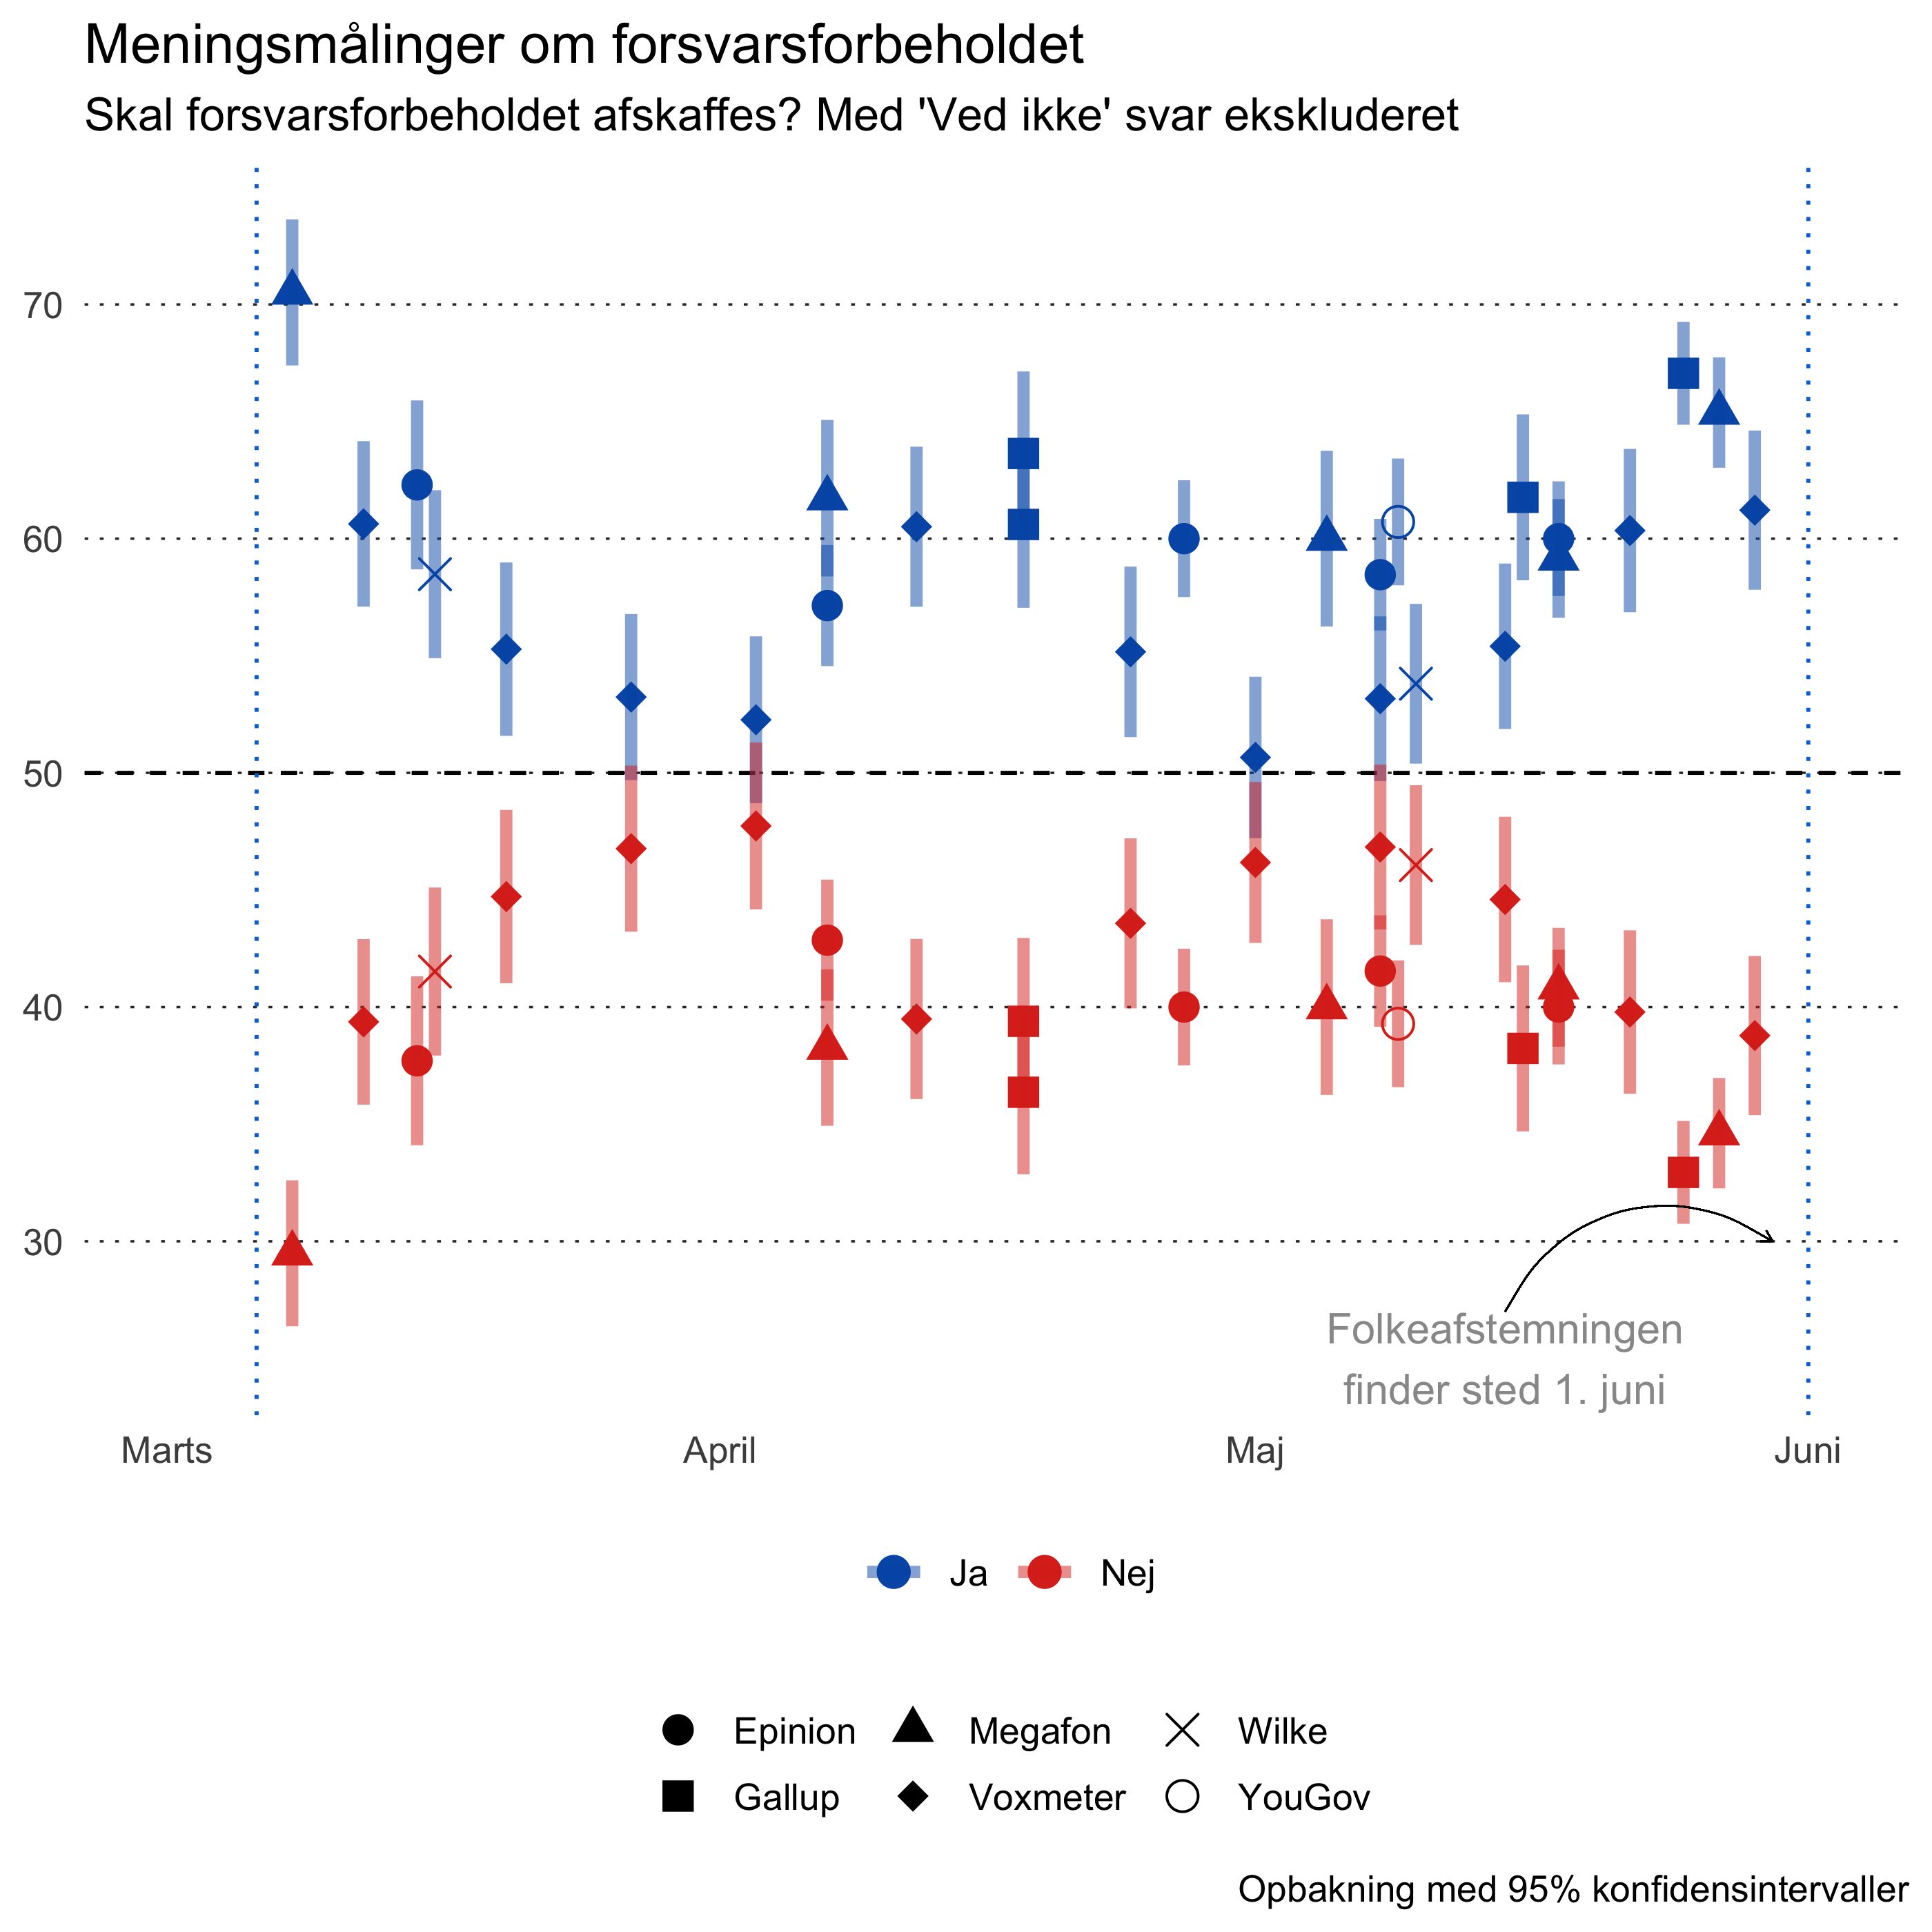 Meningsmålinger om forsvarsforbeholdet
Skal forsvarsforbeholdet afskaffes? Med 'Ved ikke' svar ekskluderet
70
60
50
40
30
Folkeafstemningen
finder sted 1. juni
Marts April Maj Juni
Ja Nej
Epinion Megafon Wilke
Gallup Voxmeter YouGov
Opbakning med 95% konfidensintervaller